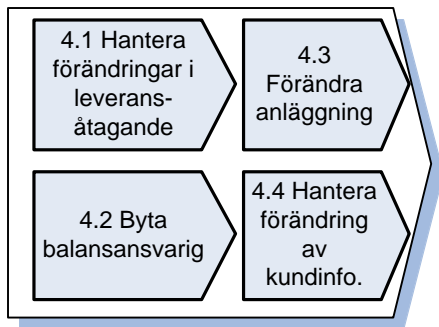 4.1 Hantera
förändringar i
leverans-
åtagande
4.3
Förändra
anläggning
4.2 Byta
balansansvarig
4.4 Hantera
förändring
av
kundinfo.